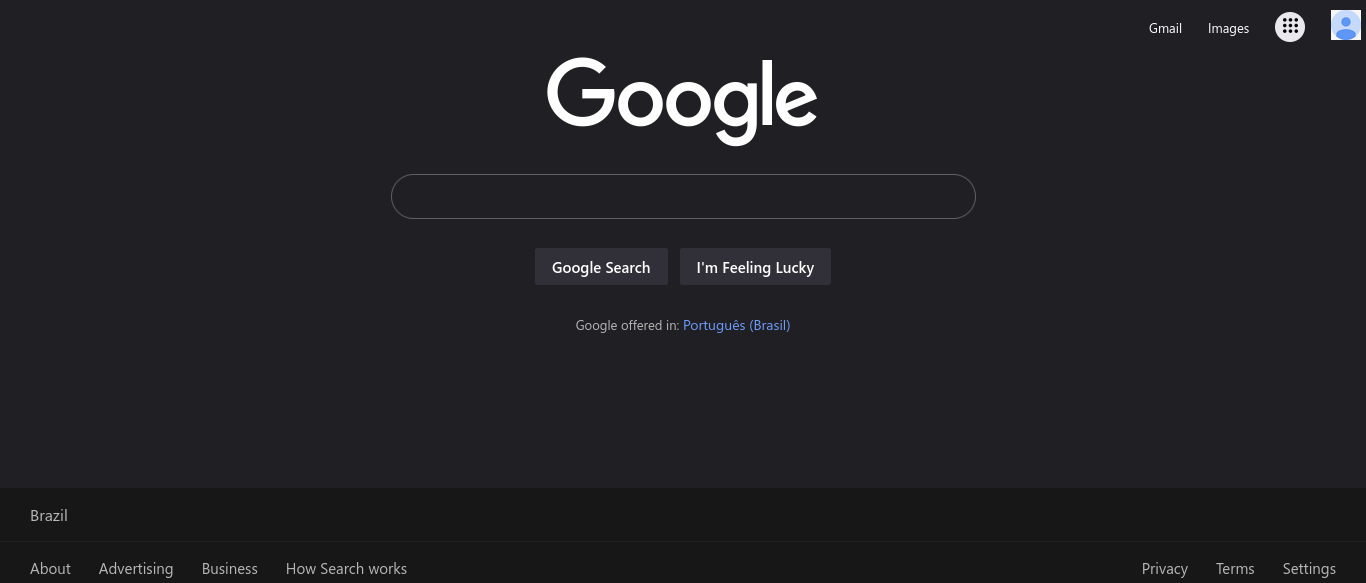 Gmail Images
Google
Google Search I'm Feeling Lucky
Google offered in: Português (Brasil)
Brazil
About Advertising Business How Search works Privacy Terms Settings